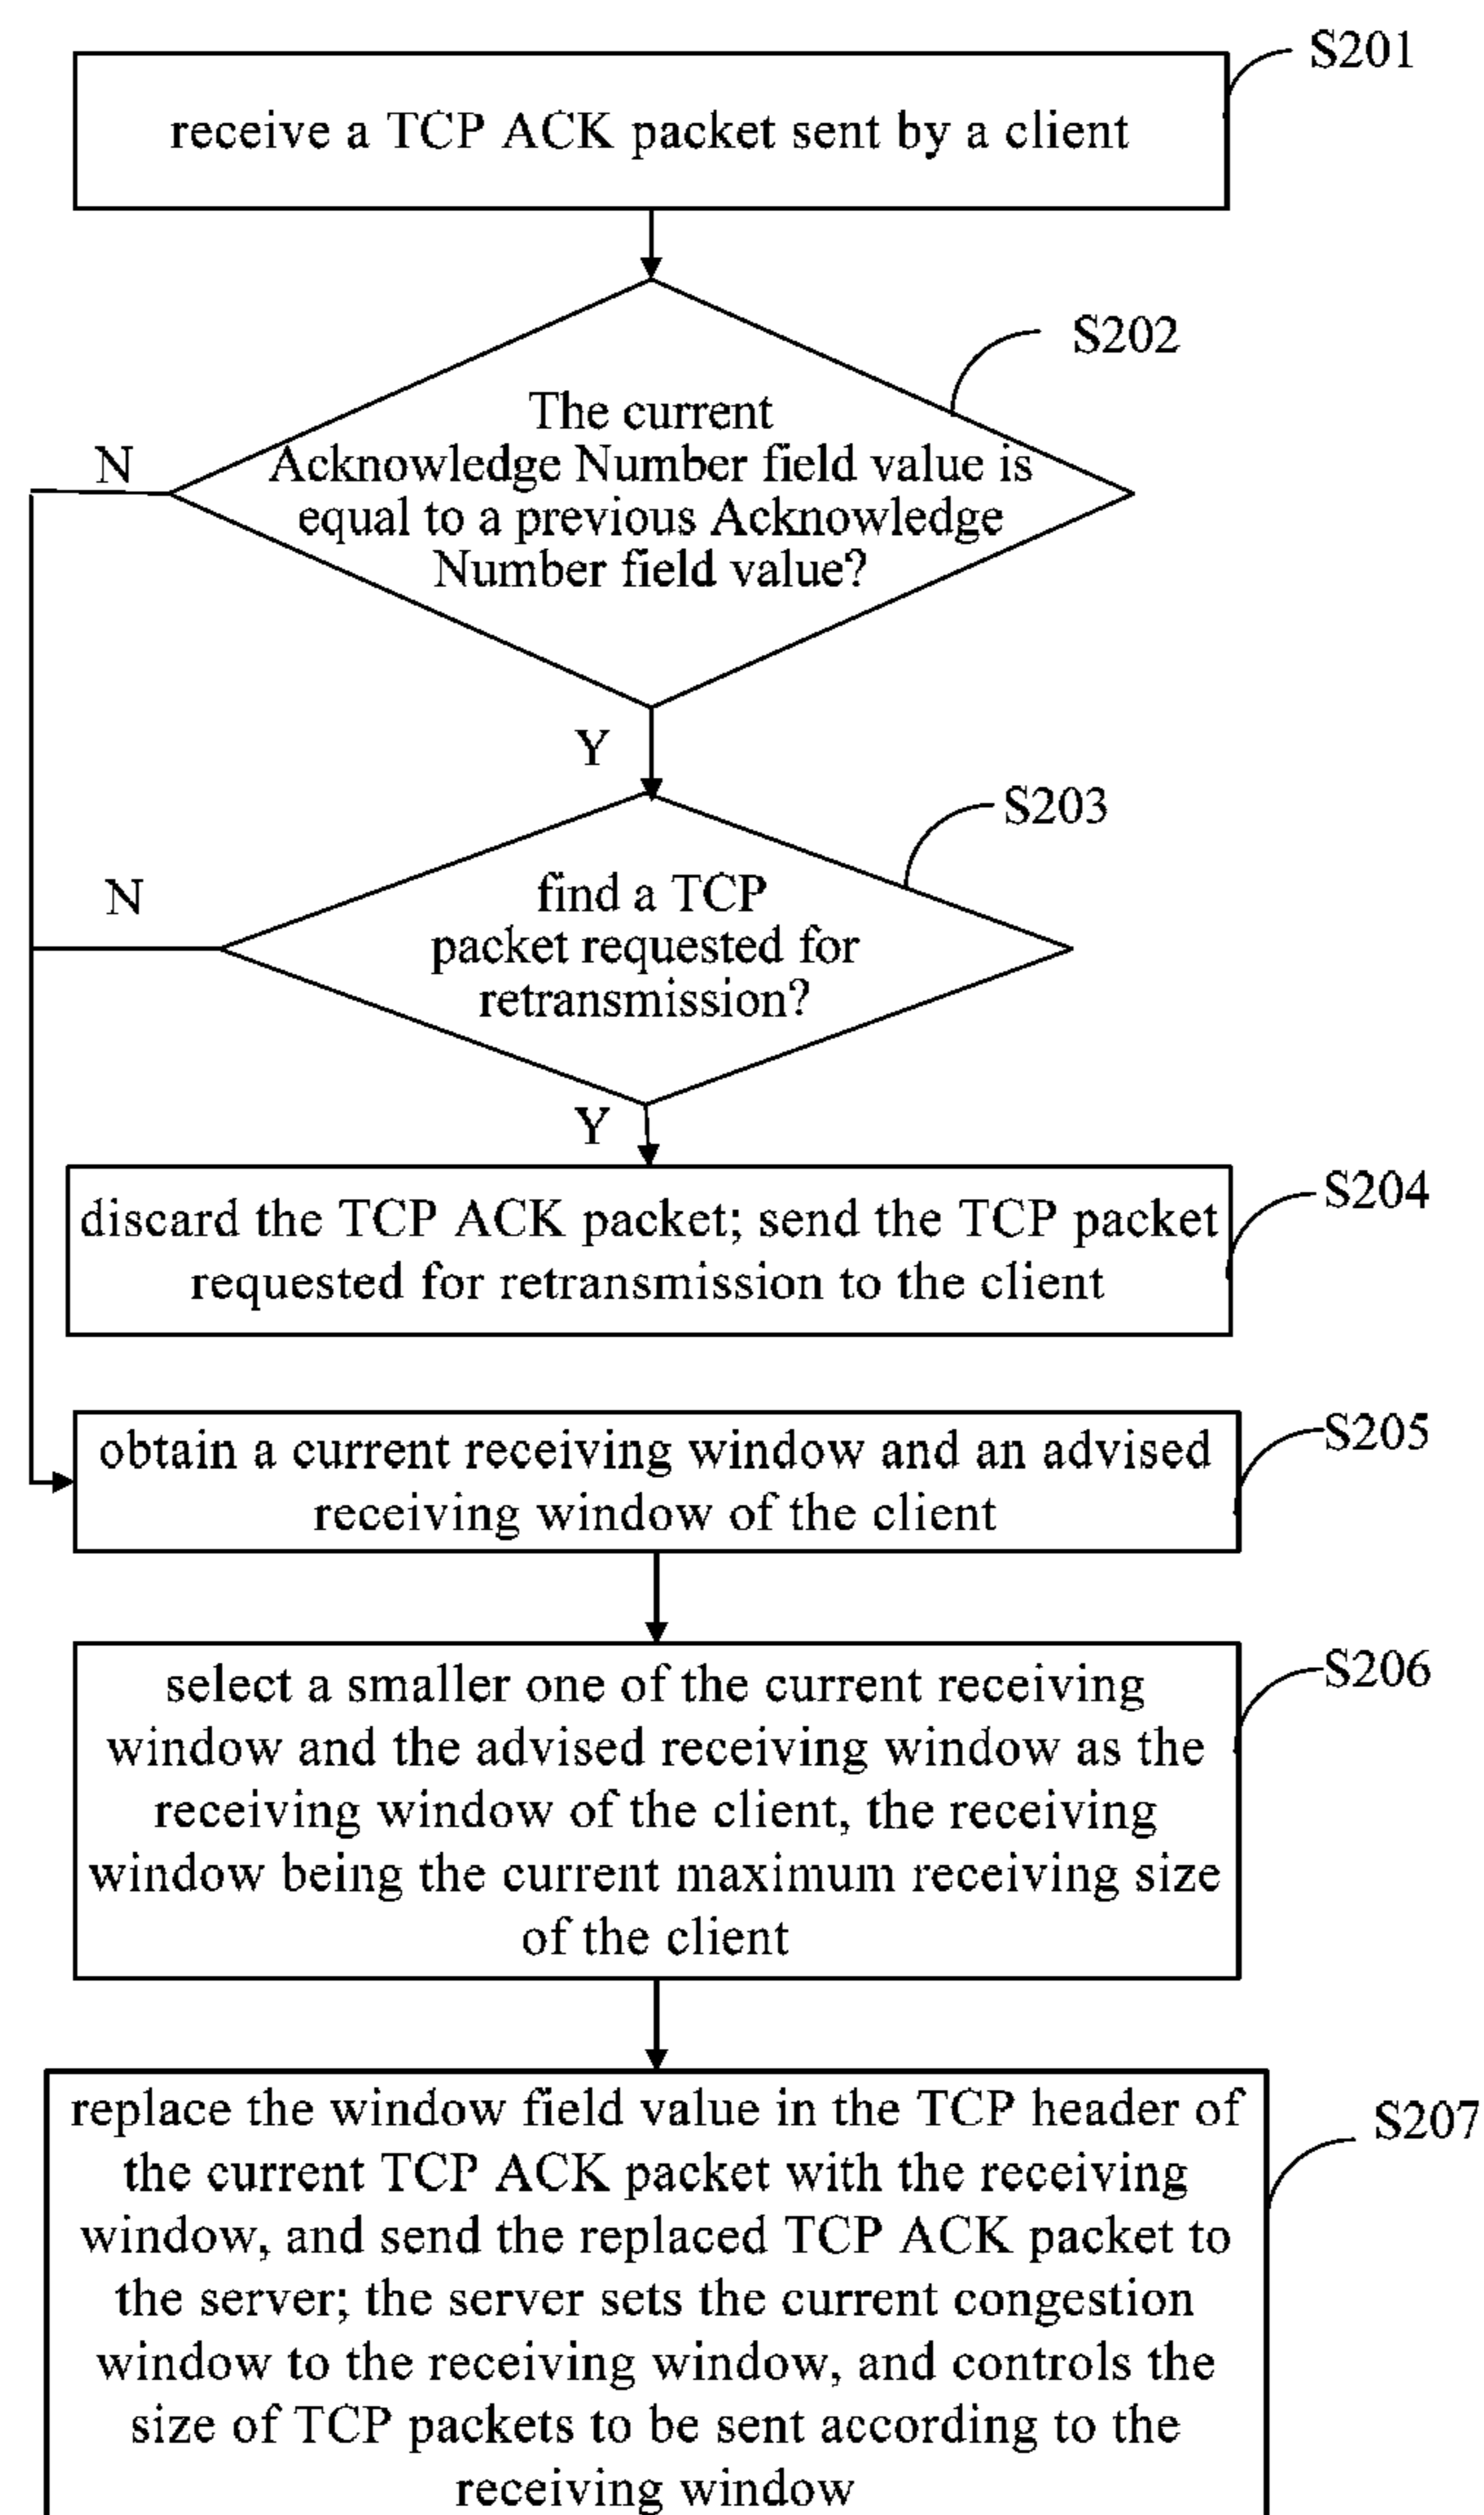 S201
receive a TCP ACK packet sent by a client
S202
The current
Acknowledge Number field value is
equal to a previous Acknowledge
Number field value?
N
Y
S203
find a TCP
packet requested for
retransmission?
N
Y
S204
discard the TCP ACK packet; send the TCP packet
requested for retransmission to the client
S205
obtain a current receiving window and an advised
receiving window of the client
S206
select a smaller one of the current receiving
window and the advised receiving window as the
receiving window of the client, the receiving
window being the current maximum receiving size
of the client
S207
replace the window field value in the TCP header of
the current TCP ACK packet with the receiving
window, and send the replaced TCP ACK packet to
the server; the server sets the current congestion
window to the receiving window, and controls the
size of TCP packets to be sent according to the
receiving window